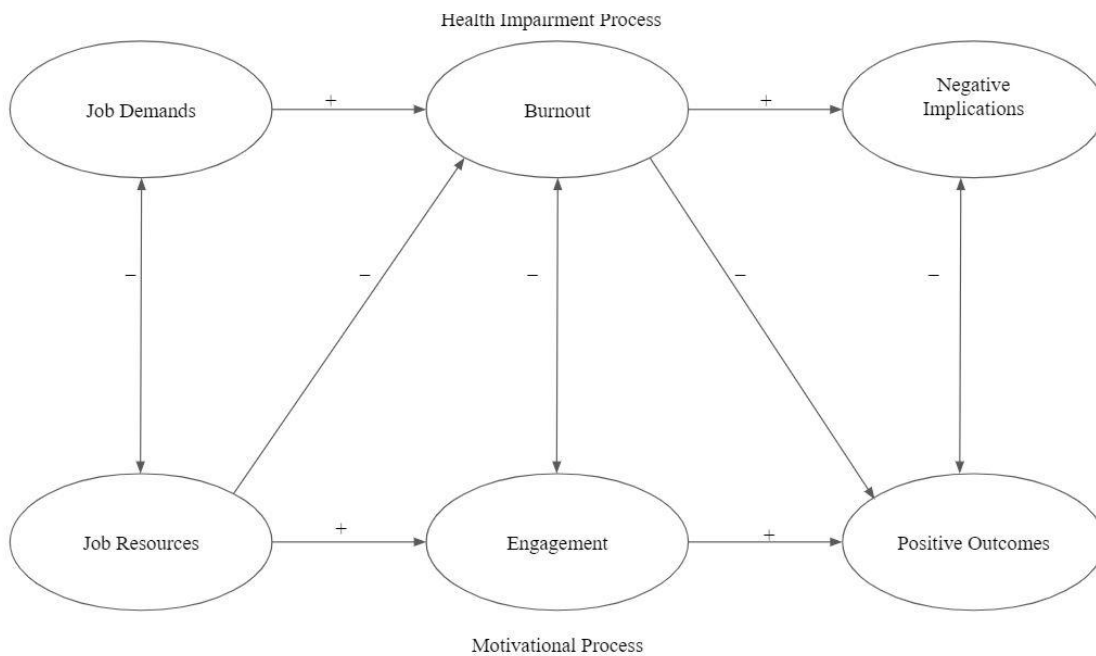 Health Impairment Process
Job Demands
+
Burnout
+
Negative
Implications
−
−
−
−
−
Job Resources
+
Engagement
+
Positive Outcomes
Motivational Process